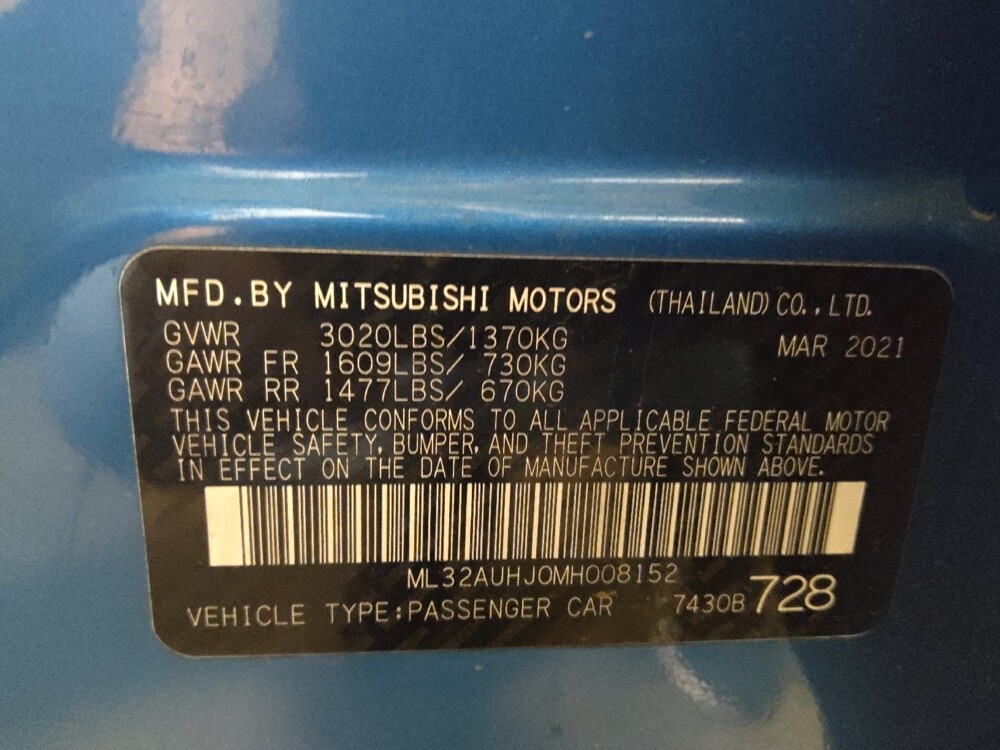 MFD.BY MITSUBISHI MOTORS (THAILAND) CO., LTD.
GVWR 3020LBS/1370KG MAR 2021
GAWR FR 1609LBS/ 730KG
GAWR RR 1477LBS/ 670KG
THIS VEHICLE CONFORMS TO ALL APPLICABLE FEDERAL MOTOR
VEHICLE SAFETY, BUMPER, AND THEFT PREVENTION STANDARDS
IN EFFECT ON THE DATE OF MANUFACTURE SHOWN ABOVE.
ML32AUHJ0MH008152
VEHICLE TYPE:PASSENGER CAR 7430B 728